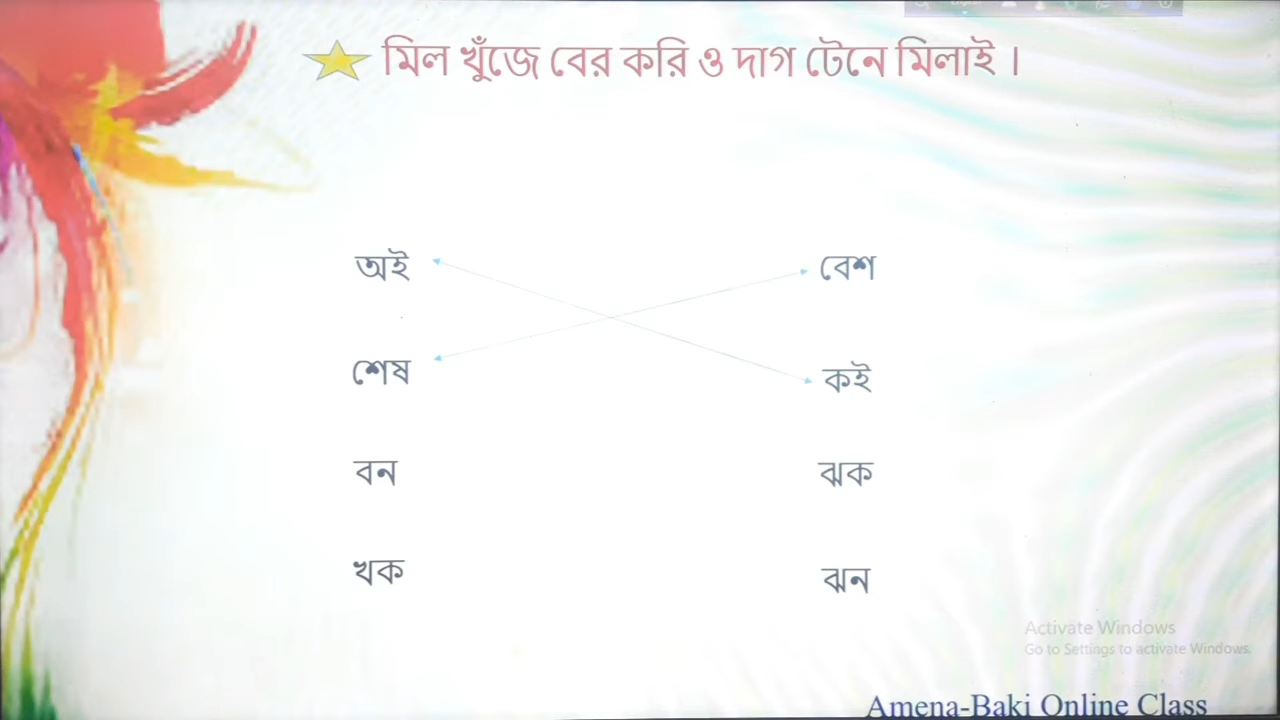 মিল খুঁজে বের করি ও দাগ টেনে মিলাই ।
অই বেশ
শেষ কই
বন ঝক
খক ঝন
Activate Windows
Go to Settings to activate Windows.
Amena-Baki Online Class